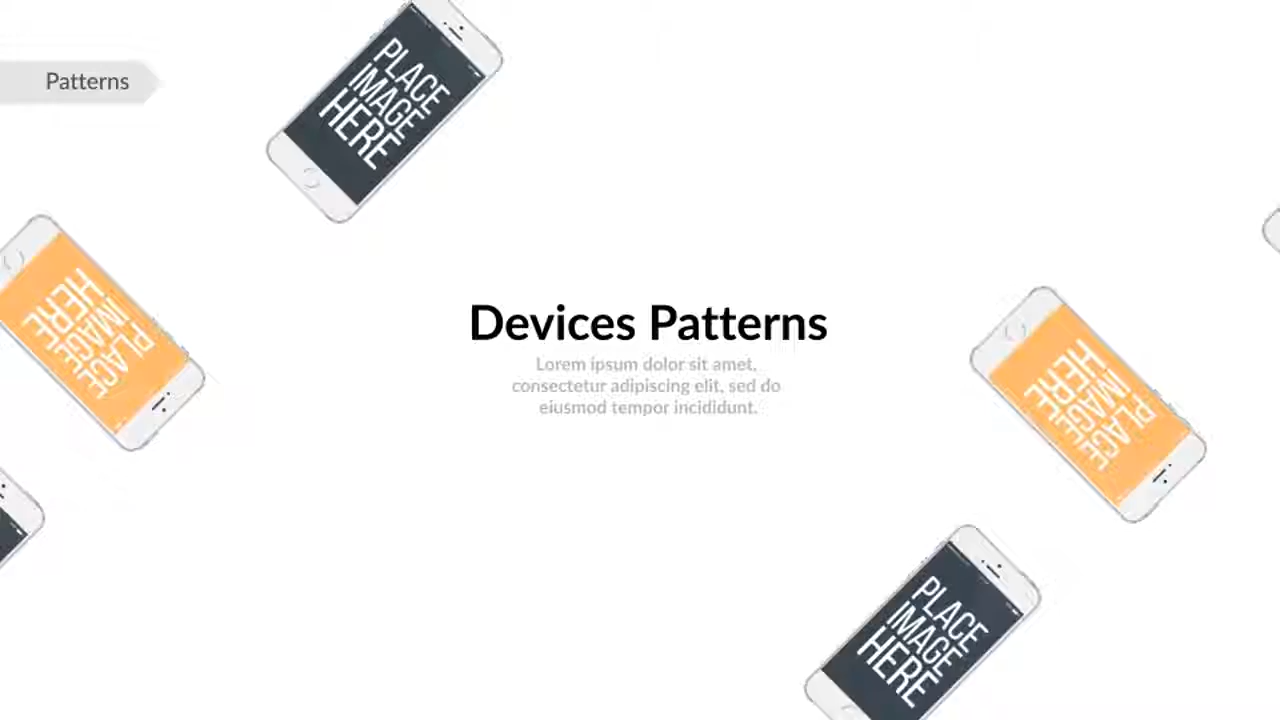 Patterns
PLACE
IMAGE
HERE
PLACE
IMAGE
HERE
Devices Patterns
Lorem ipsum dolor sit amet,
consectetur adipiscing elit, sed do
eiusmod tempor incididunt.
PLACE
IMAGE
HERE
PLACE
IMAGE
HERE